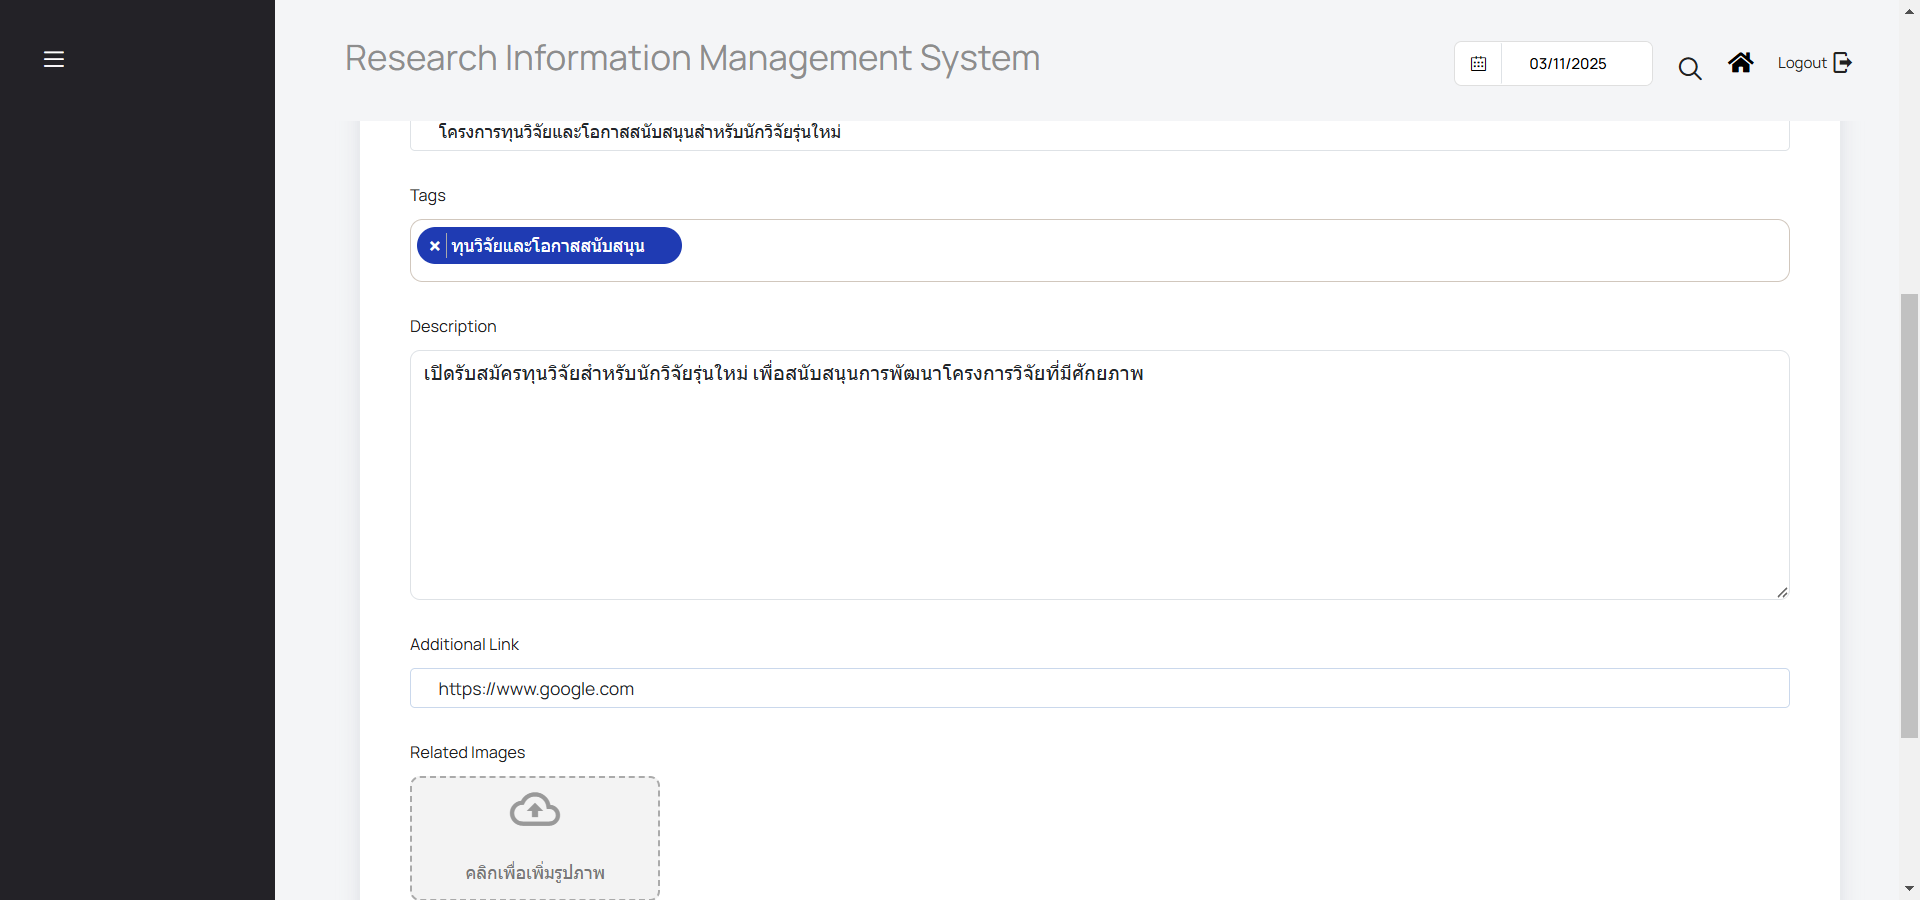 Research Information Management System
03/11/2025
Logout
โครงการทุนวิจัยและโอกาสสนับสนุนสำหรับนักวิจัยรุ่นใหม่
Tags
× ทุนวิจัยและโอกาสสนับสนุน
Description
เปิดรับสมัครทุนวิจัยสำหรับนักวิจัยรุ่นใหม่ เพื่อสนับสนุนการพัฒนาโครงการวิจัยที่มีศักยภาพ
Additional Link
https://www.google.com
Related Images
คลิกเพื่อเพิ่มรูปภาพ